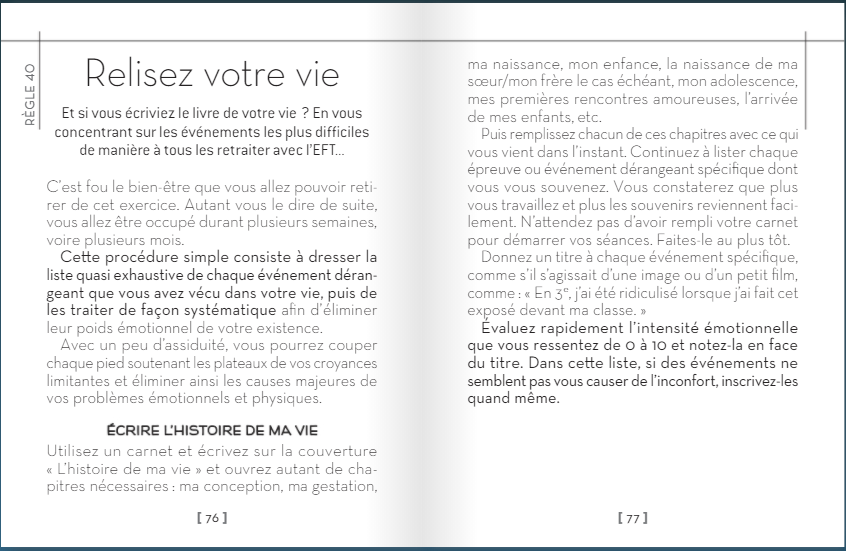 RÈGLE 40
Relisez votre vie
Et si vous écriviez le livre de votre vie ? En vous
concentrant sur les événements les plus difficiles
de manière à tous les retraiter avec l'EFT...
C'est fou le bien-être que vous allez pouvoir reti-
rer de cet exercice. Autant vous le dire de suite,
vous allez être occupé durant plusieurs semaines,
voire plusieurs mois.
Cette procédure simple consiste à dresser la
liste quasi exhaustive de chaque événement déran-
geant que vous avez vécu dans votre vie, puis de
les traiter de façon systématique afin d'éliminer
leur poids émotionnel de votre existence.
Avec un peu d'assiduité, vous pourrez couper
chaque pied soutenant les plateaux de vos croyances
limitantes et éliminer ainsi les causes majeures de
vos problèmes émotionnels et physiques.
ÉCRIRE L'HISTOIRE DE MA VIE
Utilisez un carnet et écrivez sur la couverture
« L'histoire de ma vie » et ouvrez autant de cha-
pitres nécessaires : ma conception, ma gestation,
[ 76 ]
ma naissance, mon enfance, la naissance de ma
sœur/mon frère le cas échéant, mon adolescence,
mes premières rencontres amoureuses, l'arrivée
de mes enfants, etc.
Puis remplissez chacun de ces chapitres avec ce qui
vous vient dans l'instant. Continuez à lister chaque
épreuve ou événement dérangeant spécifique dont
vous vous souvenez. Vous constaterez que plus
vous travaillez et plus les souvenirs reviennent faci-
lement. N'attendez pas d'avoir rempli votre carnet
pour démarrer vos séances. Faites-le au plus tôt.
Donnez un titre à chaque événement spécifique,
comme s'il s'agissait d'une image ou d'un petit film,
comme : « En 3e, j'ai été ridiculisé lorsque j'ai fait cet
exposé devant ma classe. »
Évaluez rapidement l'intensité émotionnelle
que vous ressentez de 0 à 10 et notez-la en face
du titre. Dans cette liste, si des événements ne
semblent pas vous causer de l'inconfort, inscrivez-les
quand même.
[ 77 ]